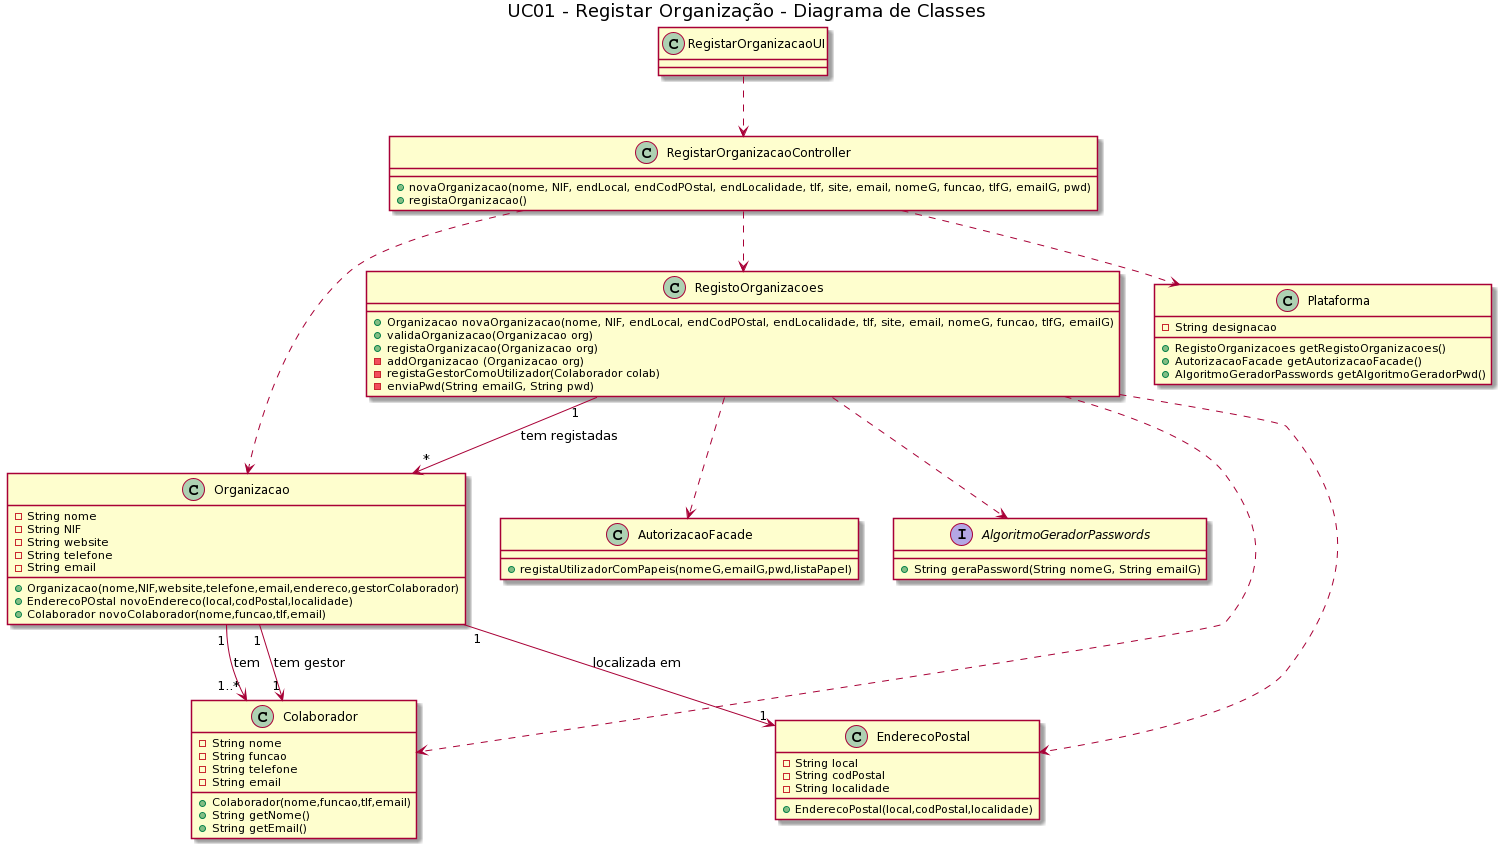 UC01 - Registar Organização - Diagrama de Classes
C RegistarOrganizacaoUI
C RegistarOrganizacaoController
novaOrganizacao(nome, NIF, endLocal, endCodPOstal, endLocalidade, tlf, site, email, nomeG, funcao, tlfG, emailG, pwd)
registaOrganizacao()
C RegistoOrganizacoes
Organizacao novaOrganizacao(nome, NIF, endLocal, endCodPOstal, endLocalidade, tlf, site, email, nomeG, funcao, tlfG, emailG)
validaOrganizacao(Organizacao org)
registaOrganizacao(Organizacao org)
addOrganizacao (Organizacao org)
registaGestorComoUtilizador(Colaborador colab)
enviaPwd(String emailG, String pwd)
C Plataforma
String designacao
RegistoOrganizacoes getRegistoOrganizacoes()
AutorizacaoFacade getAutorizacaoFacade()
AlgoritmoGeradorPasswords getAlgoritmoGeradorPwd()
1
tem registadas
*
C Organizacao
String nome
String NIF
String website
String telefone
String email
Organizacao(nome,NIF,website,telefone,email,endereco,gestorColaborador)
EnderecoPOstal novoEndereco(local,codPostal,localidade)
Colaborador novoColaborador(nome,funcao,tlf,email)
C AutorizacaoFacade
registaUtilizadorComPapeis(nomeG,emailG,pwd,listaPapel)
I AlgoritmoGeradorPasswords
String geraPassword(String nomeG, String emailG)
1
tem
1..*
1
tem gestor
1
1
localizada em
1
C Colaborador
String nome
String funcao
String telefone
String email
Colaborador(nome,funcao,tlf,email)
String getNome()
String getEmail()
C EnderecoPostal
String local
String codPostal
String localidade
EnderecoPostal(local,codPostal,localidade)